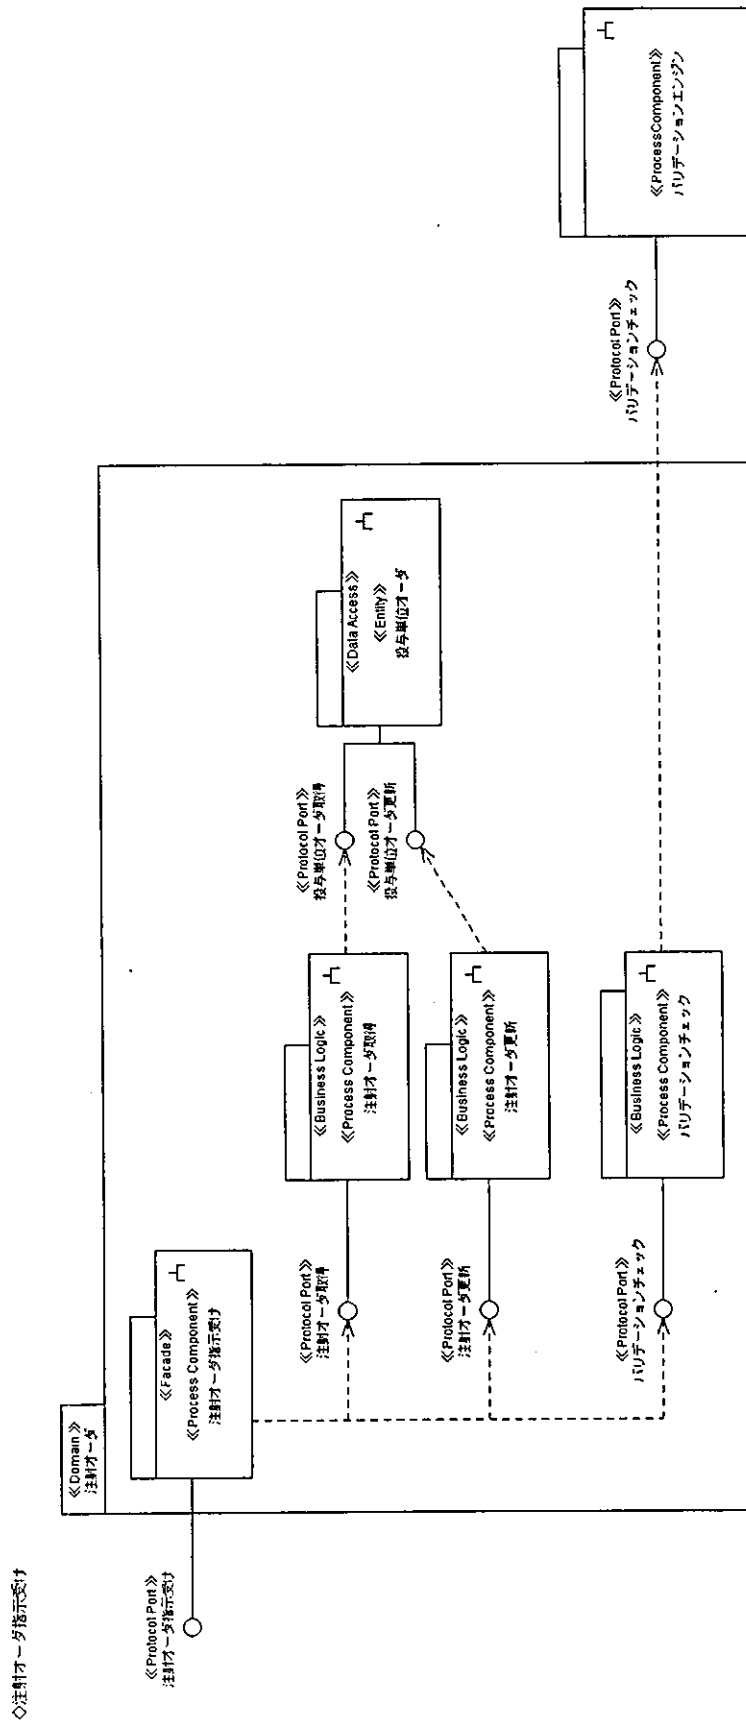 ◇注射オーダ指示受け
≪Domain≫
注射オーダ
≪Protocol Port≫
注射オーダ指示受け
≪Facade≫
≪Process Component≫
注射オーダ指示受け
≪Protocol Port≫
注射オーダ取得
≪Business Logic≫
≪Process Component≫
注射オーダ取得
≪Protocol Port≫
投与単位オーダ取得
≪Protocol Port≫
投与単位オーダ更新
≪Data Access≫
≪Entity≫
投与単位オーダ
≪Protocol Port≫
注射オーダ更新
≪Business Logic≫
≪Process Component≫
注射オーダ更新
≪Protocol Port≫
バリデーションチェック
≪Business Logic≫
≪Process Component≫
バリデーションチェック
≪Protocol Port≫
バリデーションチェック
≪ProcessComponent≫
バリデーションエンジン